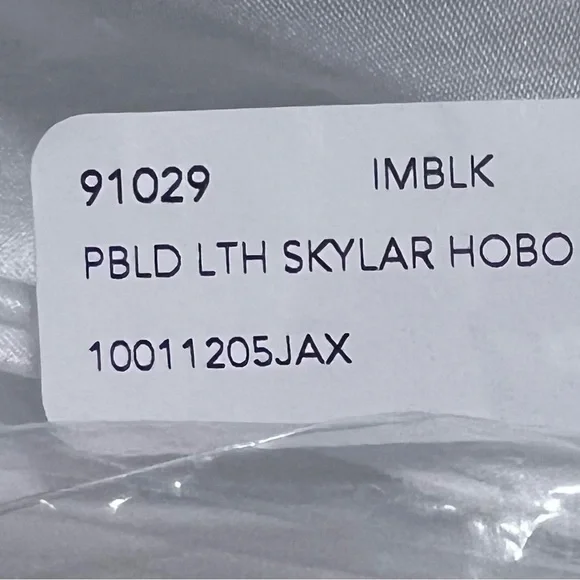 91029 IMBLK
PBLD LTH SKYLAR HOBO
10011205JAX